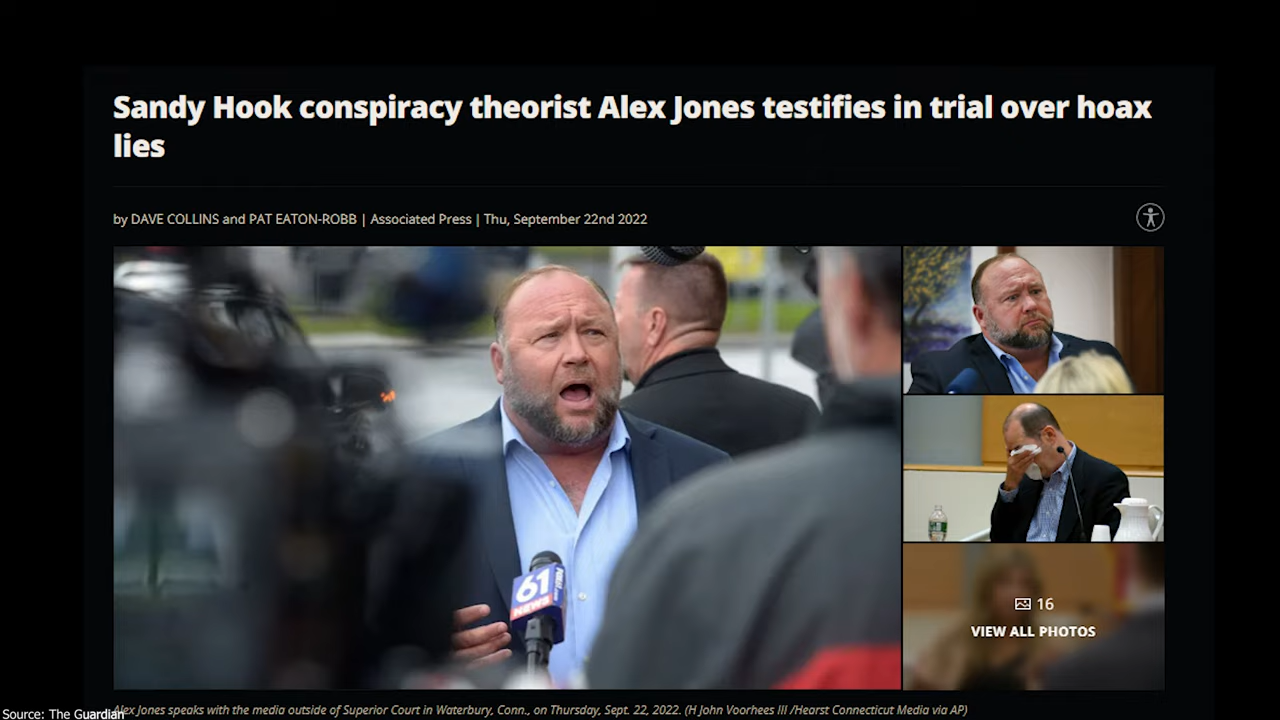 Sandy Hook conspiracy theorist Alex Jones testifies in trial over hoax
lies
by DAVE COLLINS and PAT EATON-ROBB | Associated Press | Thu, September 22nd 2022
61
NEWS
16
VIEW ALL PHOTOS
Alex Jones speaks with the media outside of Superior Court in Waterbury, Conn., on Thursday, Sept. 22, 2022. (H John Voorhees III /Hearst Connecticut Media via AP)
Source: The Guardian